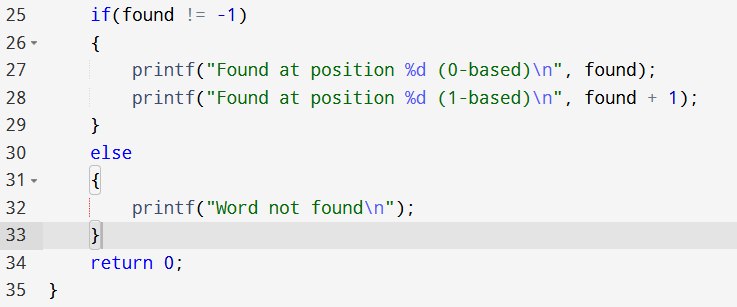 25     if(found != -1)
26     {
27         printf("Found at position %d (0-based)\n", found);
28         printf("Found at position %d (1-based)\n", found + 1);
29     }
30     else
31     {
32         printf("Word not found\n");
33     }
34     return 0;
35 }